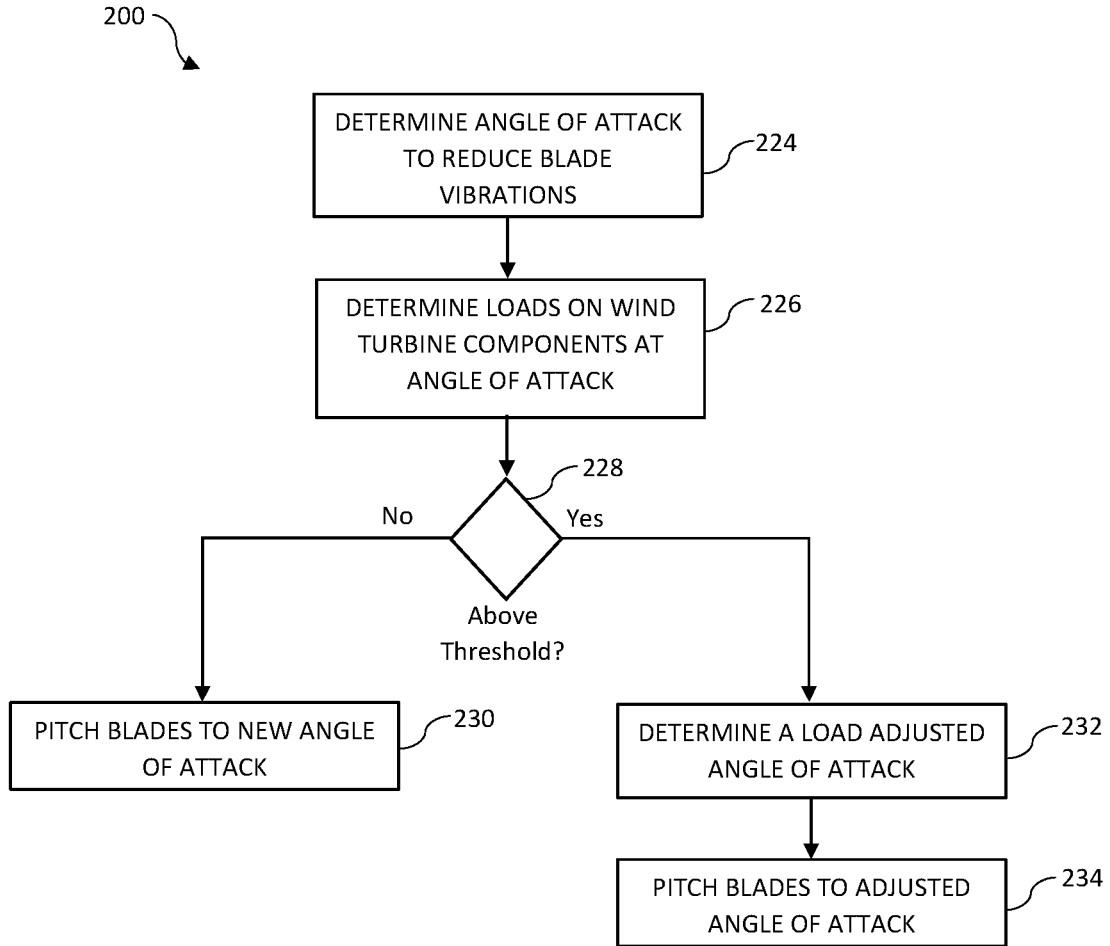 200
DETERMINE ANGLE OF ATTACK
TO REDUCE BLADE
VIBRATIONS
224
DETERMINE LOADS ON WIND
TURBINE COMPONENTS AT
ANGLE OF ATTACK
226
228
No
Yes
Above
Threshold?
PITCH BLADES TO NEW ANGLE
OF ATTACK
230
DETERMINE A LOAD ADJUSTED
ANGLE OF ATTACK
232
PITCH BLADES TO ADJUSTED
ANGLE OF ATTACK
234